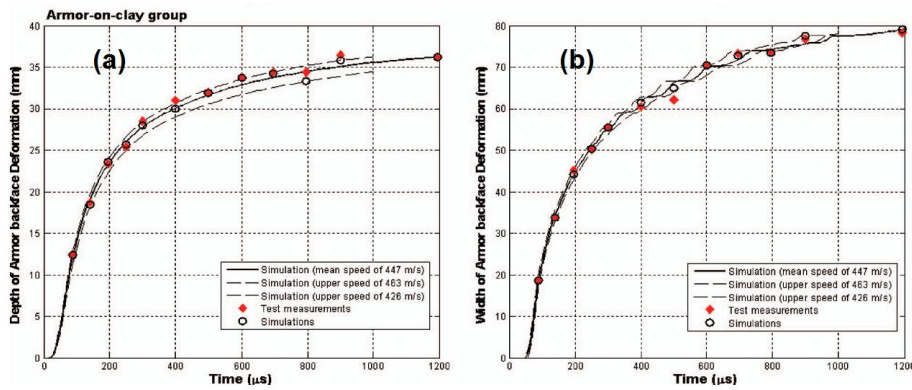 Armor-on-clay group
(a)
Depth of Armor backface Deformation (mm)
40
35
30
25
20
15
10
5
0
0 200 400 600 800 1000 1200
Time (μs)
Simulation (mean speed of 447 m/s)
Simulation (upper speed of 463 m/s)
Simulation (upper speed of 426 m/s)
Test measurements
Simulations
(b)
Width of Armor backface Deformation (mm)
80
70
60
50
40
30
20
10
0
0 200 400 600 800 1000 1200
Time (μs)
Simulation (mean speed of 447 m/s)
Simulation (upper speed of 463 m/s)
Simulation (upper speed of 426 m/s)
Test measurements
Simulations